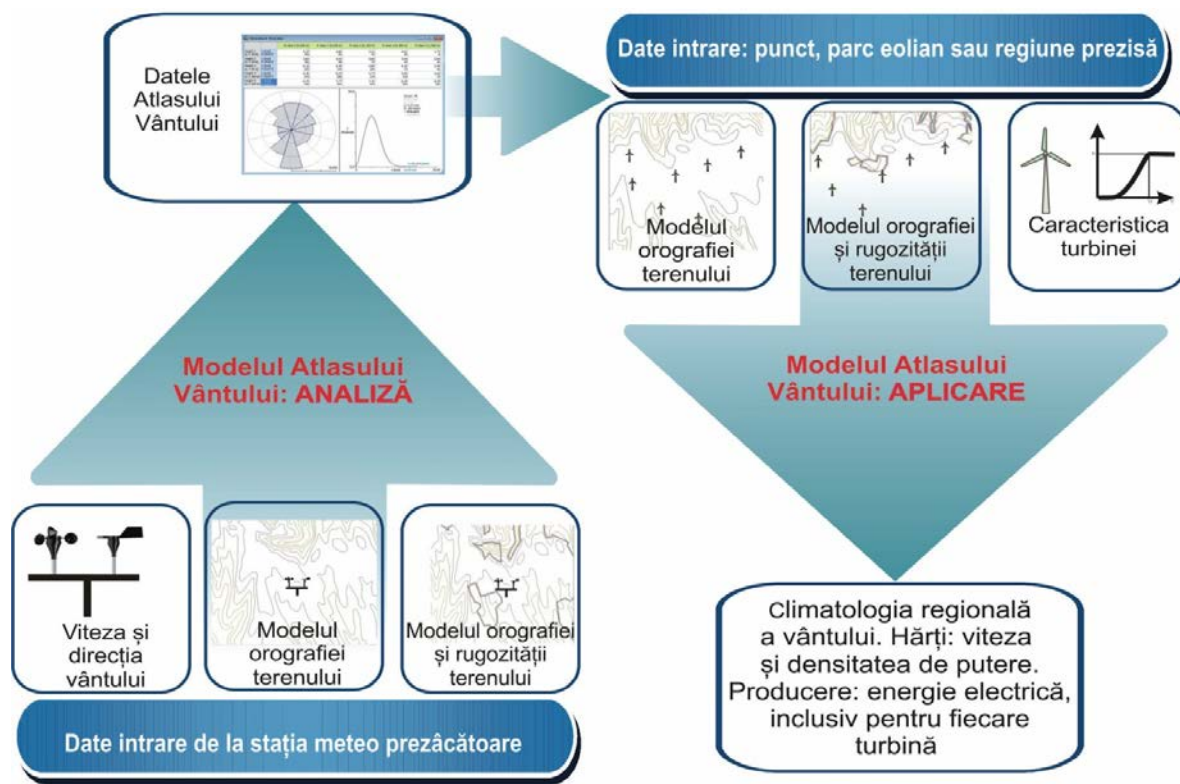 Datele
Atlasului
Vântului
Date intrare: punct, parc eolian sau regiune prezisă
Modelul
orografiei
terenului
Modelul orografiei
și rugozității
terenului
Caracteristica
turbinei
Modelul Atlasului
Vântului: ANALIZĂ
Modelul Atlasului
Vântului: APLICARE
Viteza și
direcția
vântului
Modelul
orografiei
terenului
Modelul orografiei
și rugozității
terenului
Date intrare de la stația meteo prezâcătoare
Climatologia regională
a vântului. Hărți: viteza
și densitatea de putere.
Producere: energie electrică,
inclusiv pentru fiecare
turbină